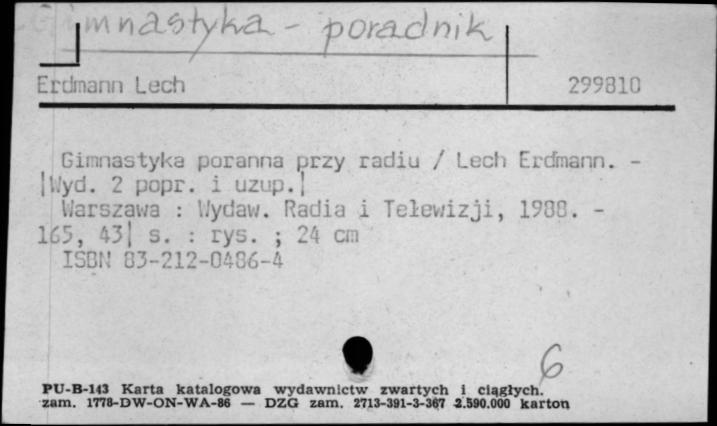 Gimnastyka - poradnik
Erdmann Lech 299810
Gimnastyka poranna przy radiu / Lech Erdmann. -
|Wyd. 2 popr. i uzup.|
Warszawa : Wydaw. Radia i Telewizji, 1988. -
165, 43| s. : rys. ; 24 cm
ISBN 83-212-0486-4
6
PU-B-143 Karta katalogowa wydawnictw zwartych i ciągłych.
zam. 1778-DW-ON-WA-86 — DZG zam. 2713-391-3-367 2.590.000 karton